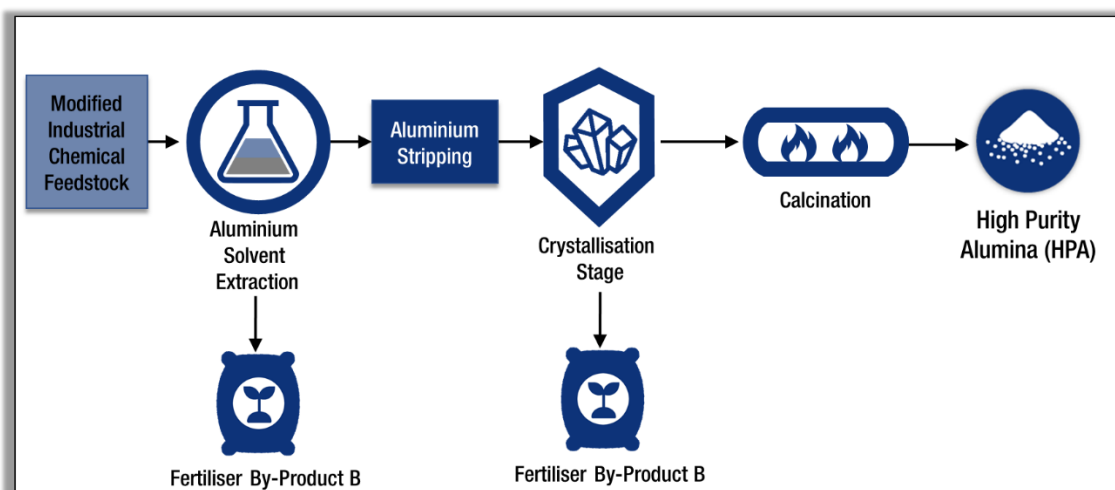 Modified
Industrial
Chemical
Feedstock
Aluminium
Solvent
Extraction
Aluminium
Stripping
Crystallisation
Stage
Calcination
High Purity
Alumina (HPA)
Fertiliser By-Product B
Fertiliser By-Product B